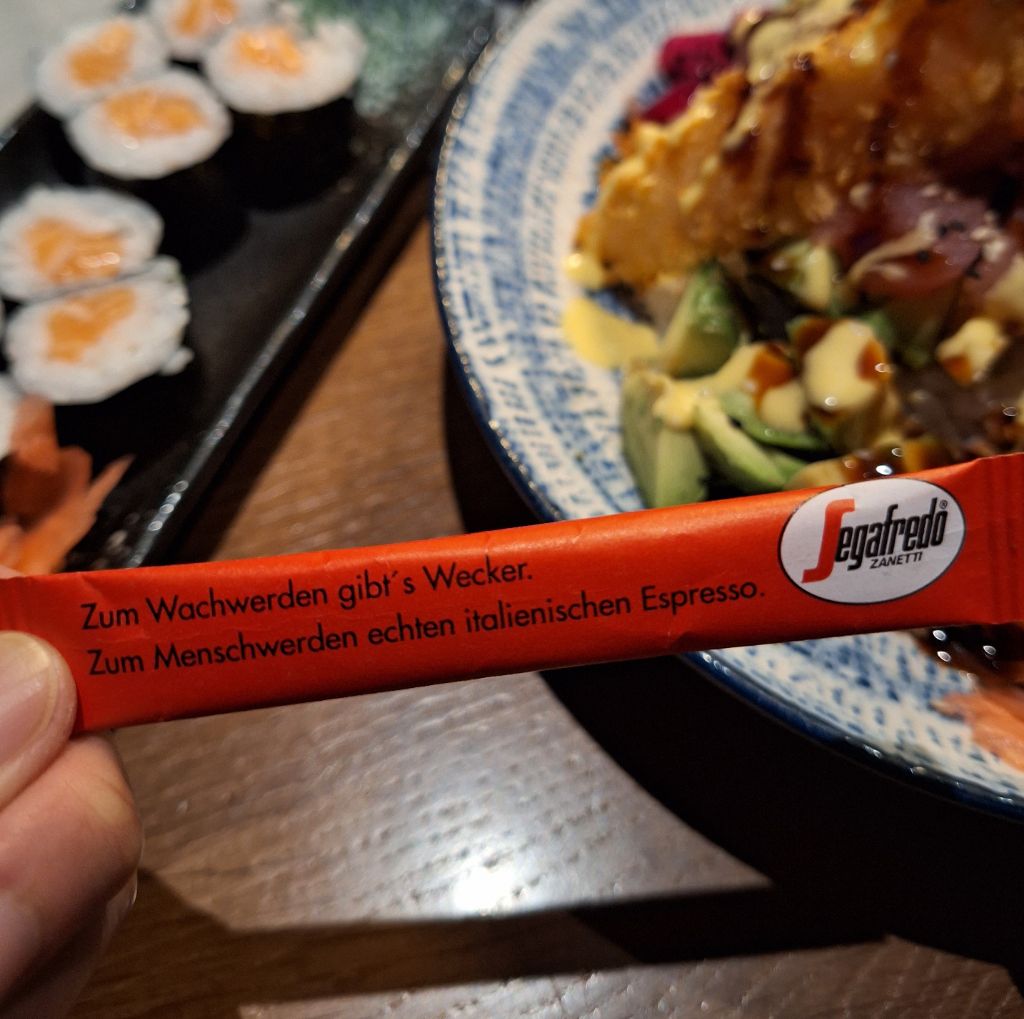 Zum Wachwerden gibt´s Wecker.
Zum Menschwerden echten italienischen Espresso.
Segafredo®
ZANETTI